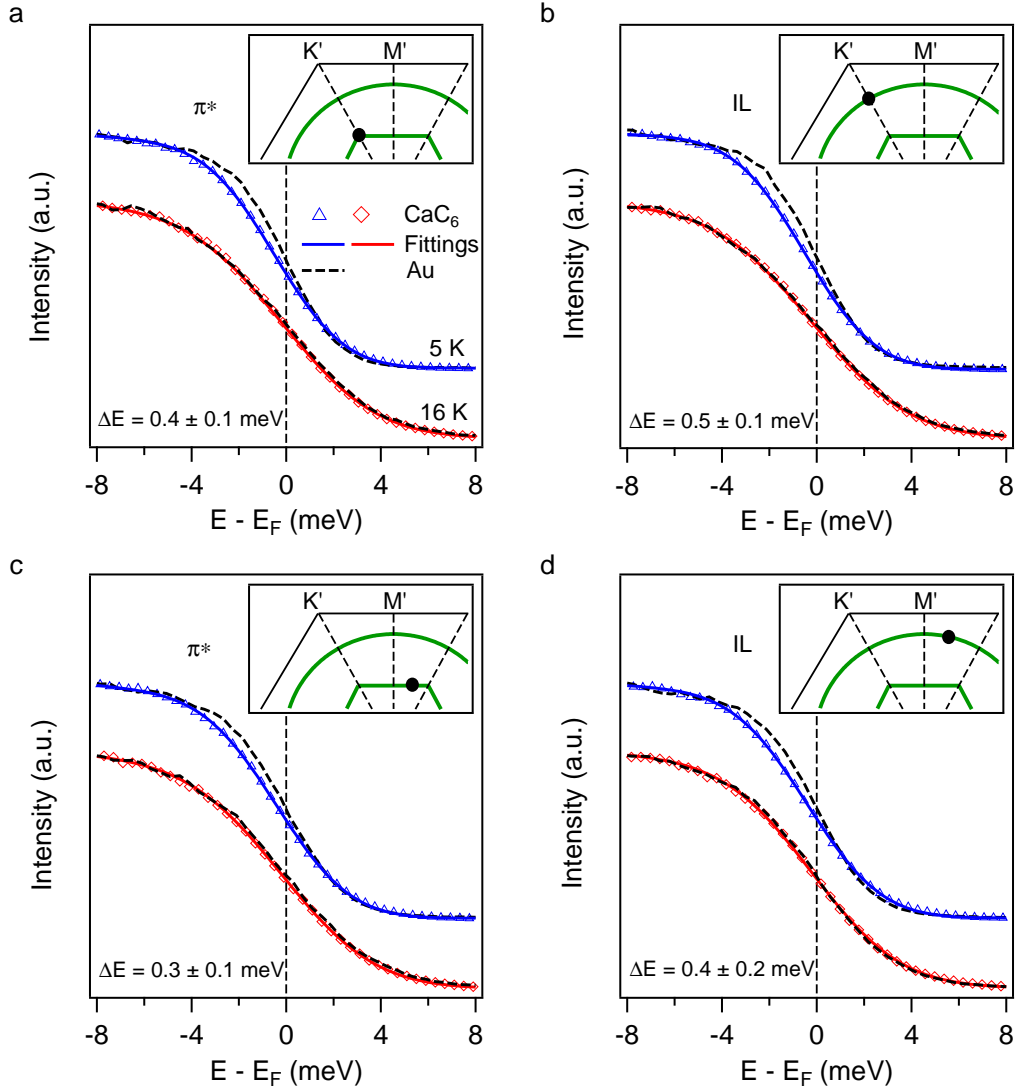 a
K' M'
π*
Intensity (a.u.)
CaC6
Fittings
Au
5 K
16 K
ΔE = 0.4 ± 0.1 meV
-8 -4 0 4 8
E - EF (meV)
b
K' M'
IL
Intensity (a.u.)
ΔE = 0.5 ± 0.1 meV
-8 -4 0 4 8
E - EF (meV)
c
K' M'
π*
Intensity (a.u.)
ΔE = 0.3 ± 0.1 meV
-8 -4 0 4 8
E - EF (meV)
d
K' M'
IL
Intensity (a.u.)
ΔE = 0.4 ± 0.2 meV
-8 -4 0 4 8
E - EF (meV)